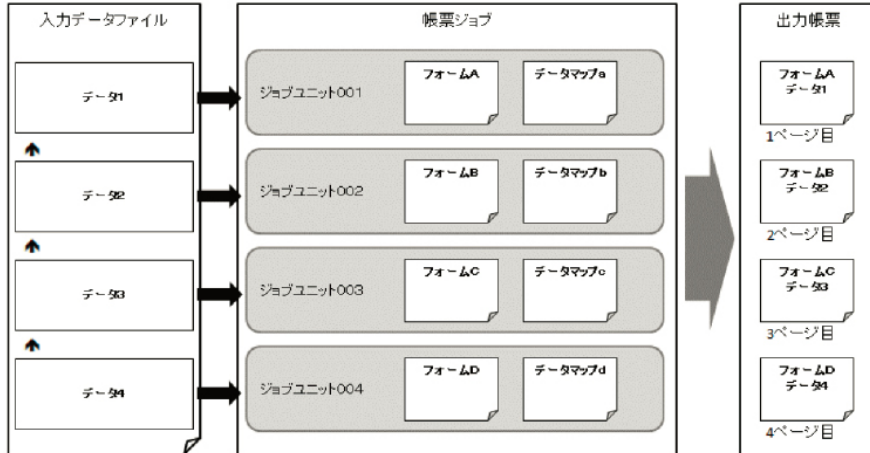 入力データファイル
帳票ジョブ
出力帳票
データ1
ジョブユニット001
フォームA
データマップa
フォームA
データ1
1ページ目
データ2
ジョブユニット002
フォームB
データマップb
フォームB
データ2
2ページ目
データ3
ジョブユニット003
フォームC
データマップc
フォームC
データ3
3ページ目
データ4
ジョブユニット004
フォームD
データマップd
フォームD
データ4
4ページ目